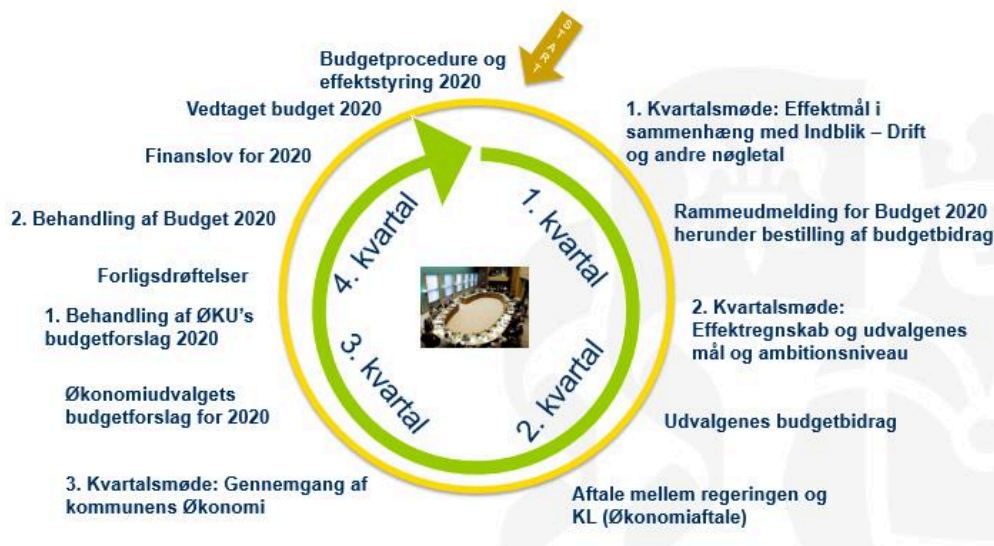 START
Budgetprocedure og
effektstyring 2020
1. Kvartalsmøde: Effektmål i
sammenhæng med Indblik – Drift
og andre nøgletal
Rammeudmelding for Budget 2020
herunder bestilling af budgetbidrag
2. Kvartalsmøde:
Effektregnskab og udvalgenes
mål og ambitionsniveau
Udvalgenes budgetbidrag
Aftale mellem regeringen og
KL (Økonomiaftale)
3. Kvartalsmøde: Gennemgang af
kommunens Økonomi
Økonomiudvalgets
budgetforslag for 2020
1. Behandling af ØKU’s
budgetforslag 2020
Forligsdrøftelser
2. Behandling af Budget 2020
Finanslov for 2020
Vedtaget budget 2020
1. kvartal
2. kvartal
3. kvartal
4. kvartal